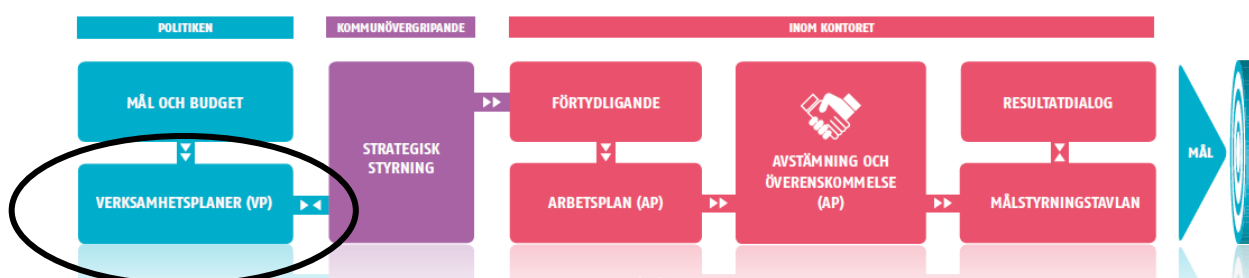 POLITIKEN
KOMMUNÖVERGRIPANDE
INOM KONTORET
MÅL OCH BUDGET
VERKSAMHETSPLANER (VP)
STRATEGISK
STYRNING
FÖRTYDLIGANDE
ARBETSPLAN (AP)
AVSTÄMNING OCH
ÖVERENSKOMMELSE
(AP)
RESULTATDIALOG
MÅLSTYRNINGSTAVLAN
MÅL